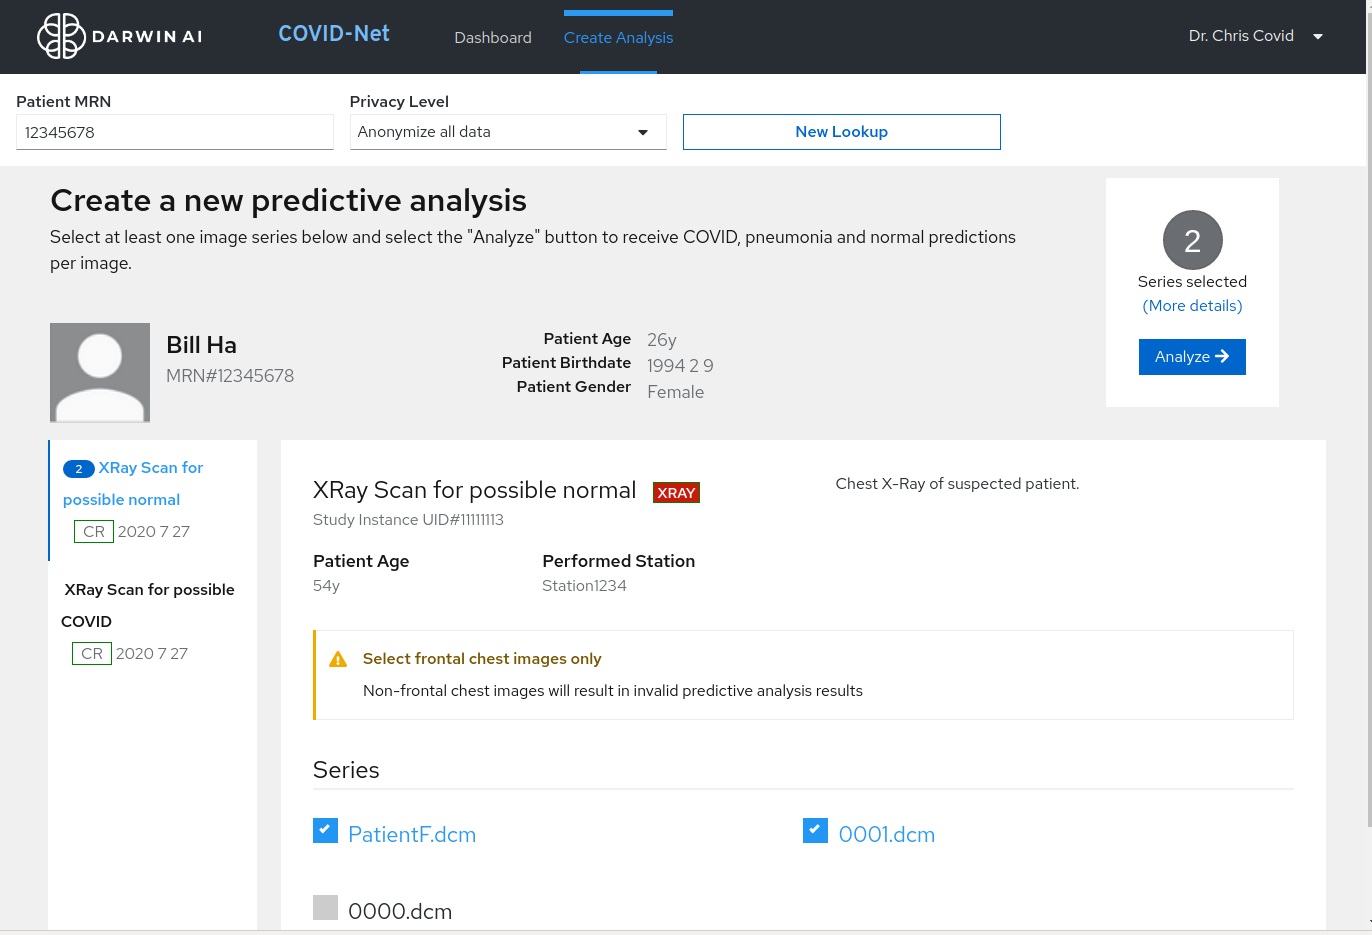 DARWIN AI
COVID-Net
Dashboard
Create Analysis
Dr. Chris Covid
Patient MRN
Privacy Level
12345678
Anonymize all data
New Lookup
Create a new predictive analysis
Select at least one image series below and select the "Analyze" button to receive COVID, pneumonia and normal predictions
per image.
2
Series selected
(More details)
Analyze
Bill Ha
MRN#12345678
Patient Age 26y
Patient Birthdate 1994 2 9
Patient Gender Female
2 XRay Scan for
possible normal
CR 2020 7 27
XRay Scan for possible
COVID
CR 2020 7 27
XRay Scan for possible normal XRAY
Study Instance UID#11111113
Chest X-Ray of suspected patient.
Patient Age
54y
Performed Station
Station1234
Select frontal chest images only
Non-frontal chest images will result in invalid predictive analysis results
Series
PatientF.dcm
0001.dcm
0000.dcm